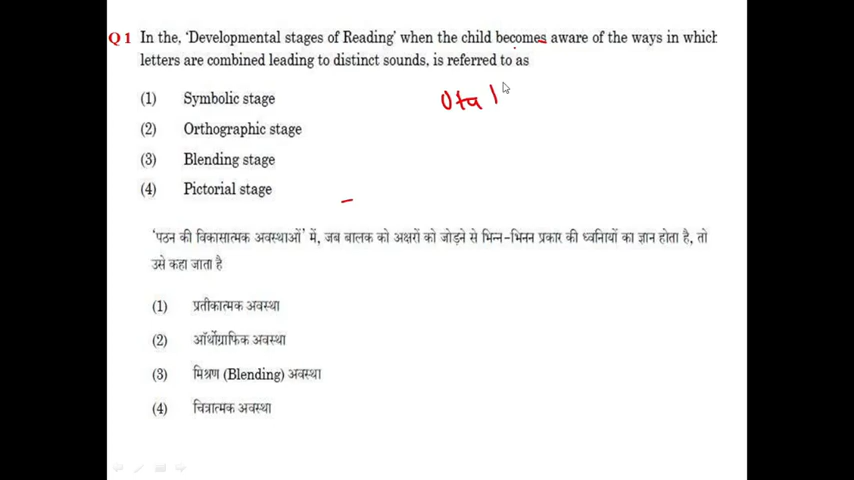 Q 1 In the, 'Developmental stages of Reading' when the child becomes aware of the ways in which
letters are combined leading to distinct sounds, is referred to as
(1) Symbolic stage
(2) Orthographic stage
(3) Blending stage
(4) Pictorial stage
'पठन की विकासात्मक अवस्थाओं' में, जब बालक को अक्षरों को जोड़ने से भिन्न-भिनन प्रकार की ध्वनियाें का ज्ञान होता है, तो
उसे कहा जाता है
(1) प्रतीकात्मक अवस्था
(2) ऑर्थोग्राफिक अवस्था
(3) मिश्रण (Blending) अवस्था
(4) चित्रात्मक अवस्था